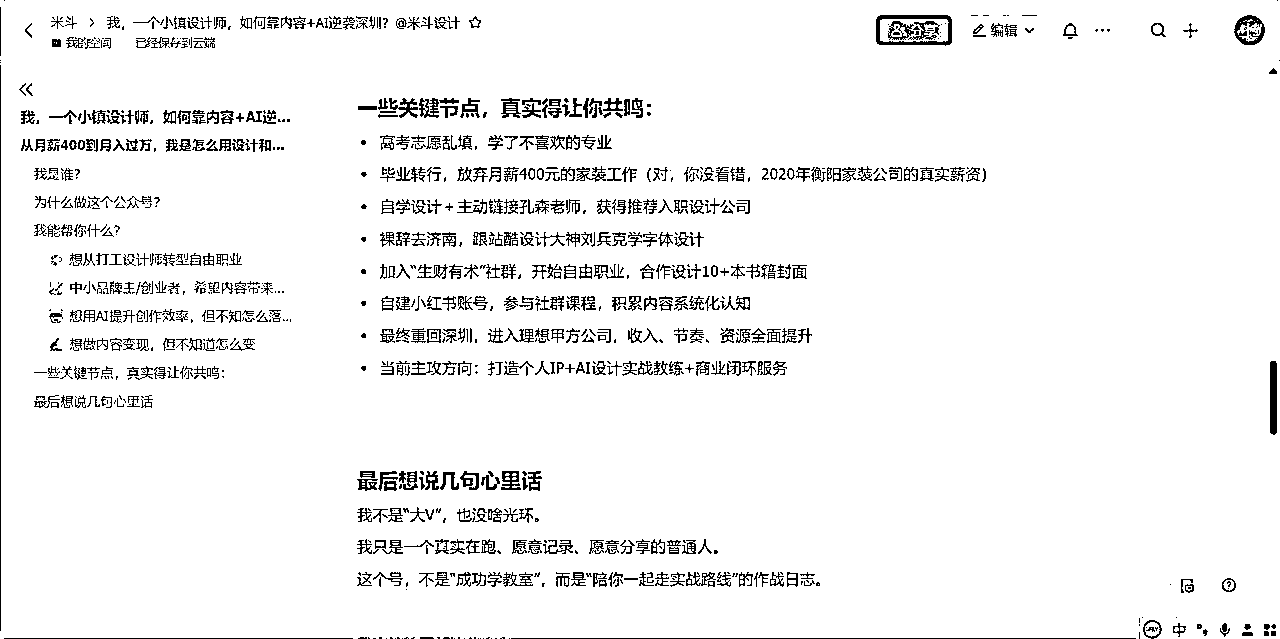 米斗 > 我，一个小镇设计师，如何靠内容+AI逆袭深圳？@米斗设计
我的空间 已经保存到云端
分享
编辑
我，一个小镇设计师，如何靠内容+AI逆...
从月薪400到月入过万，我是怎么用设计和...
我是谁？
为什么做这个公众号？
我能帮你什么？
想从打工设计师转型自由职业
中小品牌主/创业者，希望内容带来...
想用AI提升创作效率，但不知怎么落...
想做内容变现，但不知道怎么变
一些关键节点，真实得让你共鸣：
最后想说几句心里话
一些关键节点，真实得让你共鸣：
• 高考志愿乱填，学了不喜欢的专业
• 毕业转行，放弃月薪400元的家装工作（对，你没看错，2020年衡阳家装公司的真实薪资）
• 自学设计＋主动链接孔森老师，获得推荐入职设计公司
• 裸辞去济南，跟站酷设计大神刘兵克学字体设计
• 加入“生财有术”社群，开始自由职业，合作设计10+本书籍封面
• 自建小红书账号，参与社群课程，积累内容系统化认知
• 最终重回深圳，进入理想甲方公司，收入、节奏、资源全面提升
• 当前主攻方向：打造个人IP+AI设计实战教练+商业闭环服务
最后想说几句心里话
我不是“大V”，也没啥光环。
我只是一个真实在跑、愿意记录、愿意分享的普通人。
这个号，不是“成功学教室”，而是“陪你一起走实战路线”的作战日志。
中